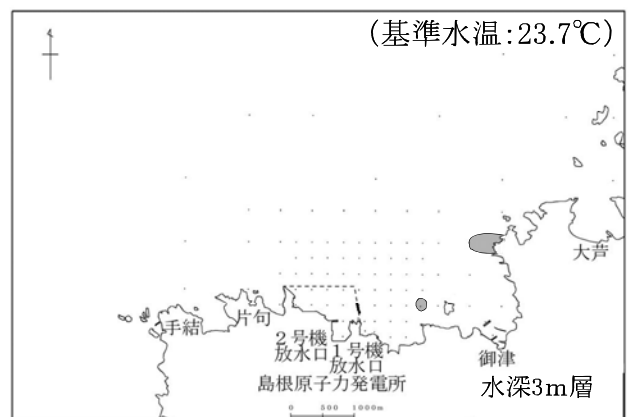 (基準水温:23.7℃)
大芦
片句
手結
2号機
放水口
1号機
放水口
御津
島根原子力発電所
水深3m層
0 500 1000m